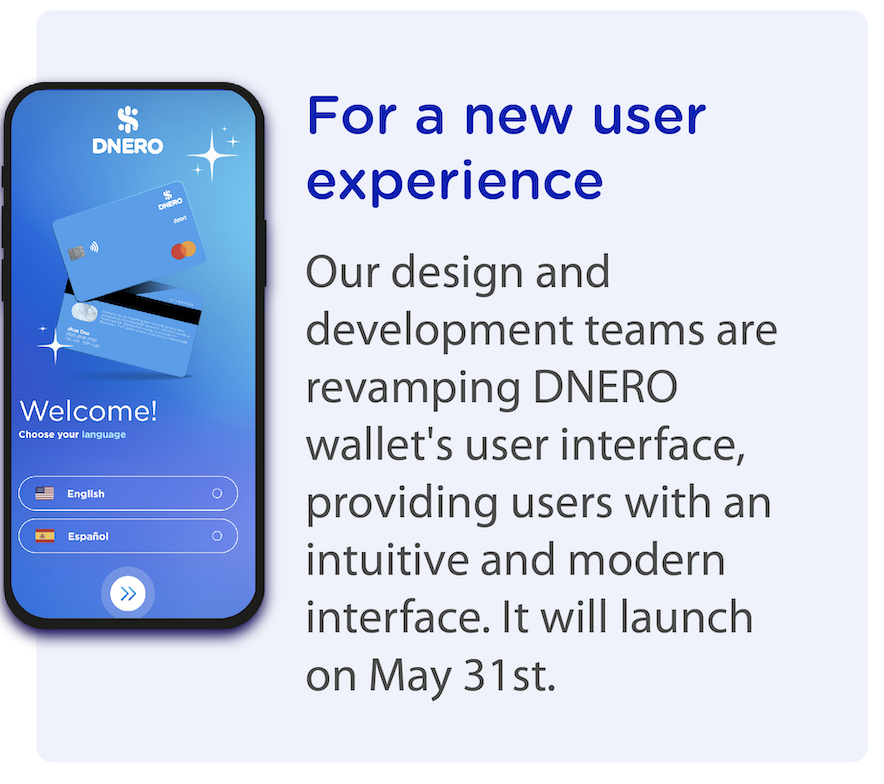 DNERO
DNERO
debit
Welcome!
Choose your language
English
Español
For a new user
experience
Our design and
development teams are
revamping DNERO
wallet's user interface,
providing users with an
intuitive and modern
interface. It will launch
on May 31st.